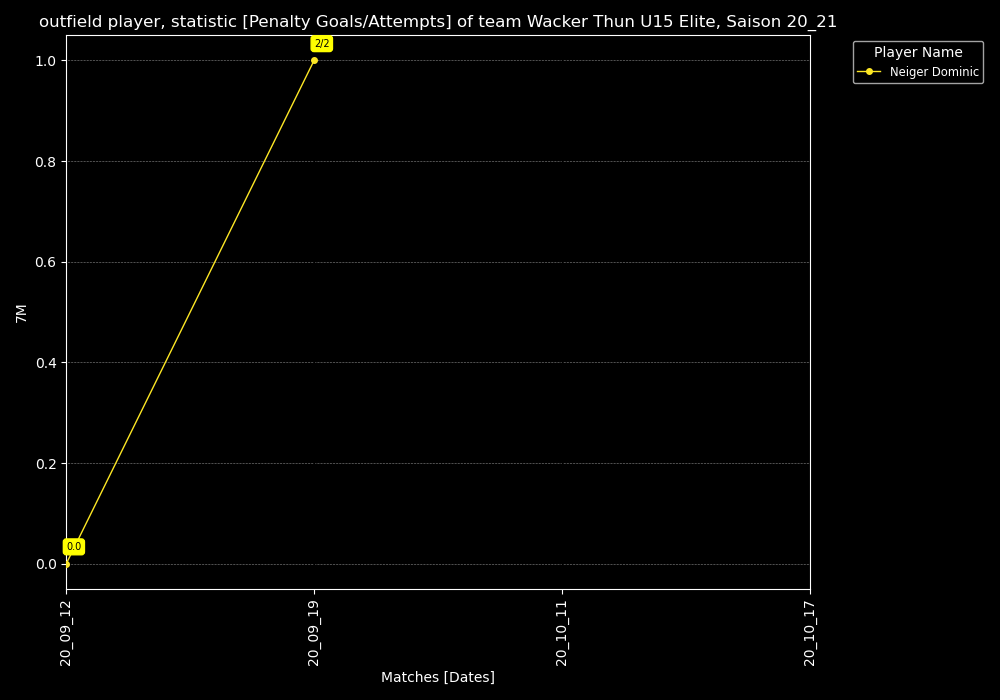 outfield player, statistic [Penalty Goals/Attempts] of team Wacker Thun U15 Elite, Saison 20_21
Player Name
Neiger Dominic
2/2
0.0
1.0
0.8
0.6
0.4
0.2
0.0
7M
20_09_12
20_09_19
20_10_11
20_10_17
Matches [Dates]